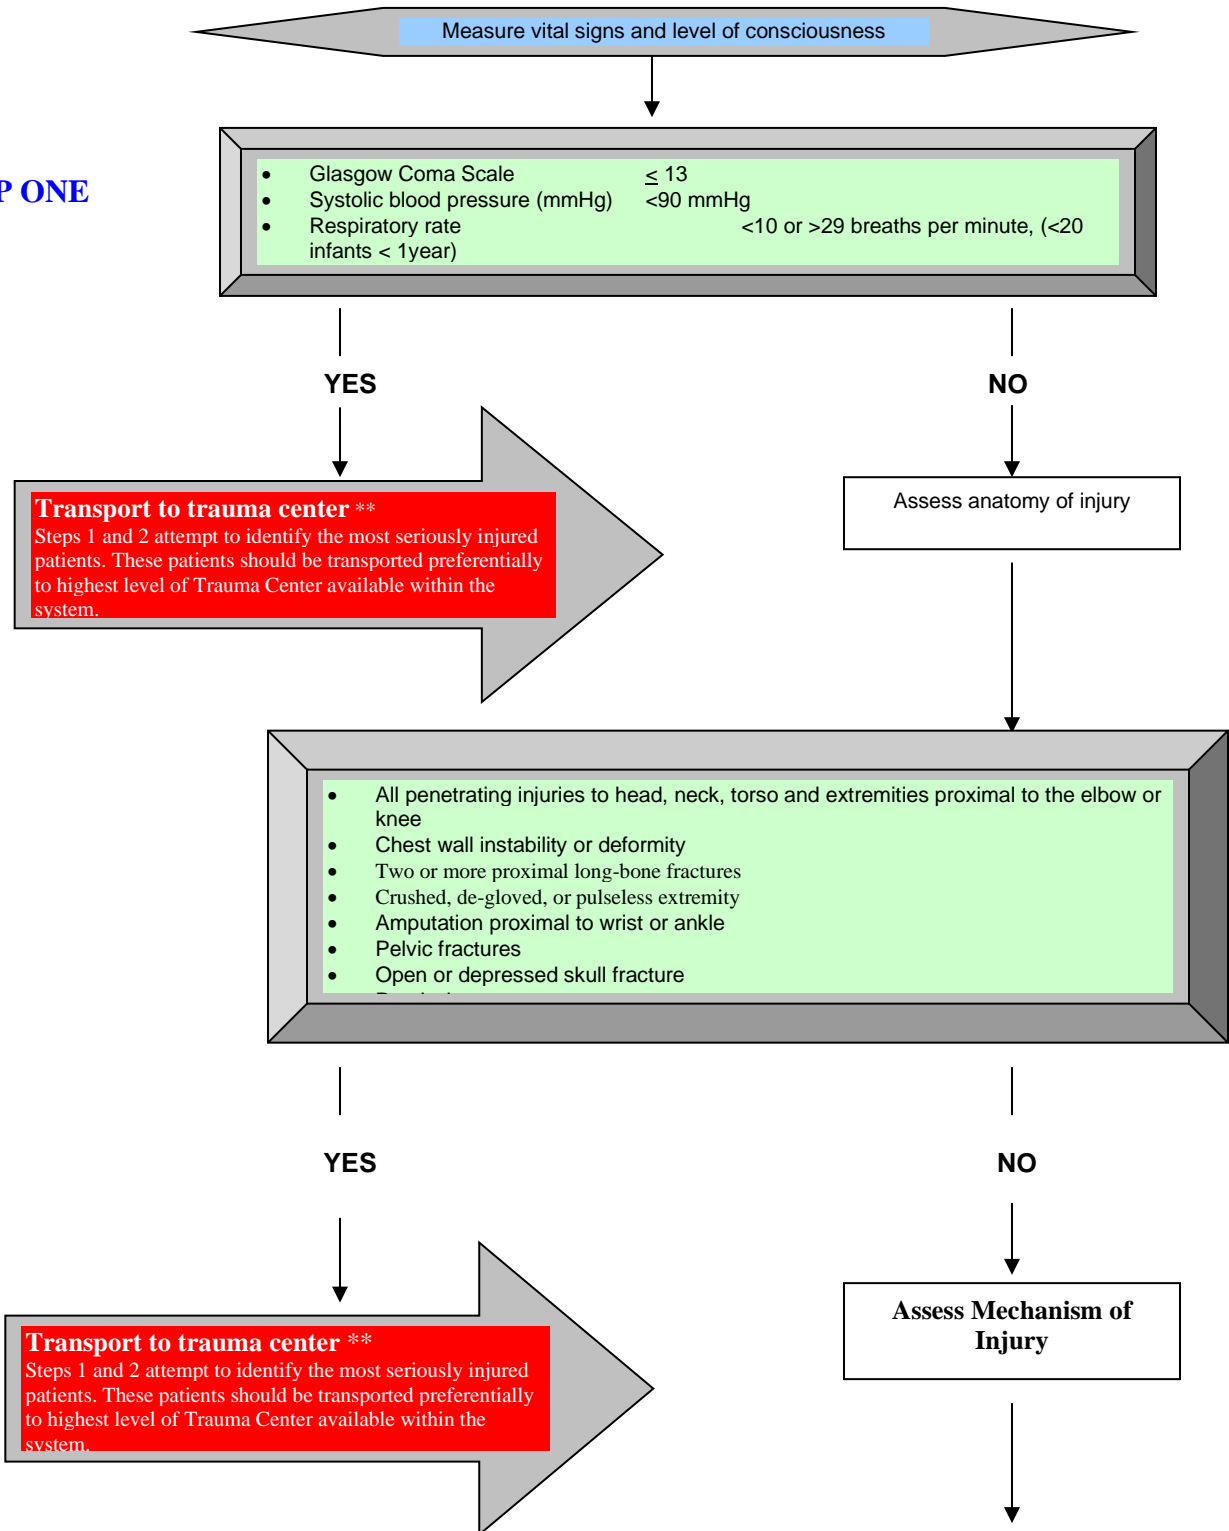 Measure vital signs and level of consciousness
P ONE
• Glasgow Coma Scale ≤ 13
• Systolic blood pressure (mmHg) <90 mmHg
• Respiratory rate <10 or >29 breaths per minute, (<20
infants < 1year)
YES
NO
Transport to trauma center **
Steps 1 and 2 attempt to identify the most seriously injured
patients. These patients should be transported preferentially
to highest level of Trauma Center available within the
system.
Assess anatomy of injury
• All penetrating injuries to head, neck, torso and extremities proximal to the elbow or
knee
• Chest wall instability or deformity
• Two or more proximal long-bone fractures
• Crushed, de-gloved, or pulseless extremity
• Amputation proximal to wrist or ankle
• Pelvic fractures
• Open or depressed skull fracture
YES
NO
Transport to trauma center **
Steps 1 and 2 attempt to identify the most seriously injured
patients. These patients should be transported preferentially
to highest level of Trauma Center available within the
system.
Assess Mechanism of
Injury